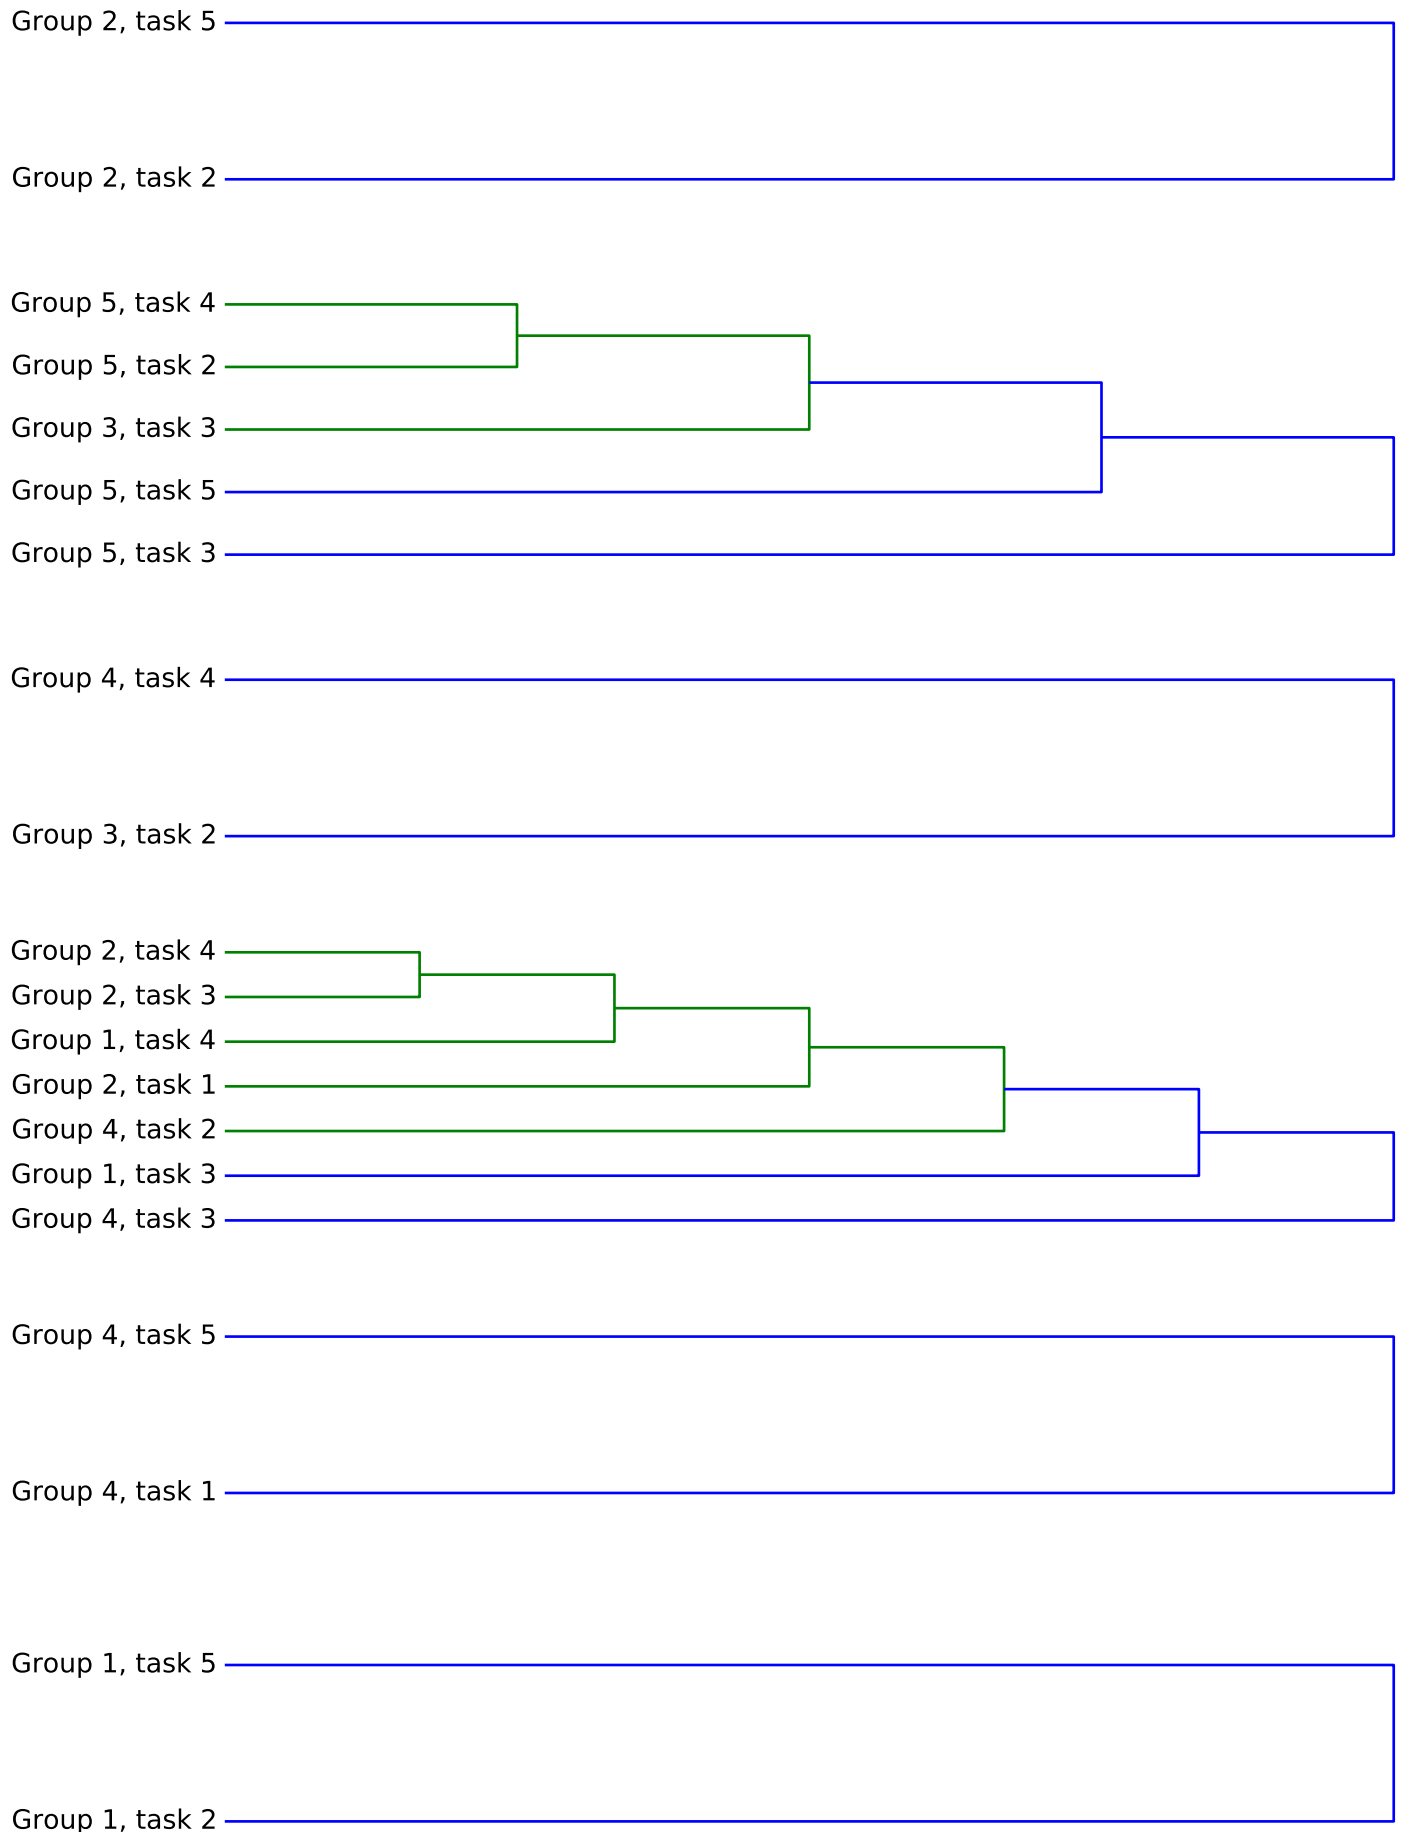 Group 2, task 5
Group 2, task 2
Group 5, task 4
Group 5, task 2
Group 3, task 3
Group 5, task 5
Group 5, task 3
Group 4, task 4
Group 3, task 2
Group 2, task 4
Group 2, task 3
Group 1, task 4
Group 2, task 1
Group 4, task 2
Group 1, task 3
Group 4, task 3
Group 4, task 5
Group 4, task 1
Group 1, task 5
Group 1, task 2